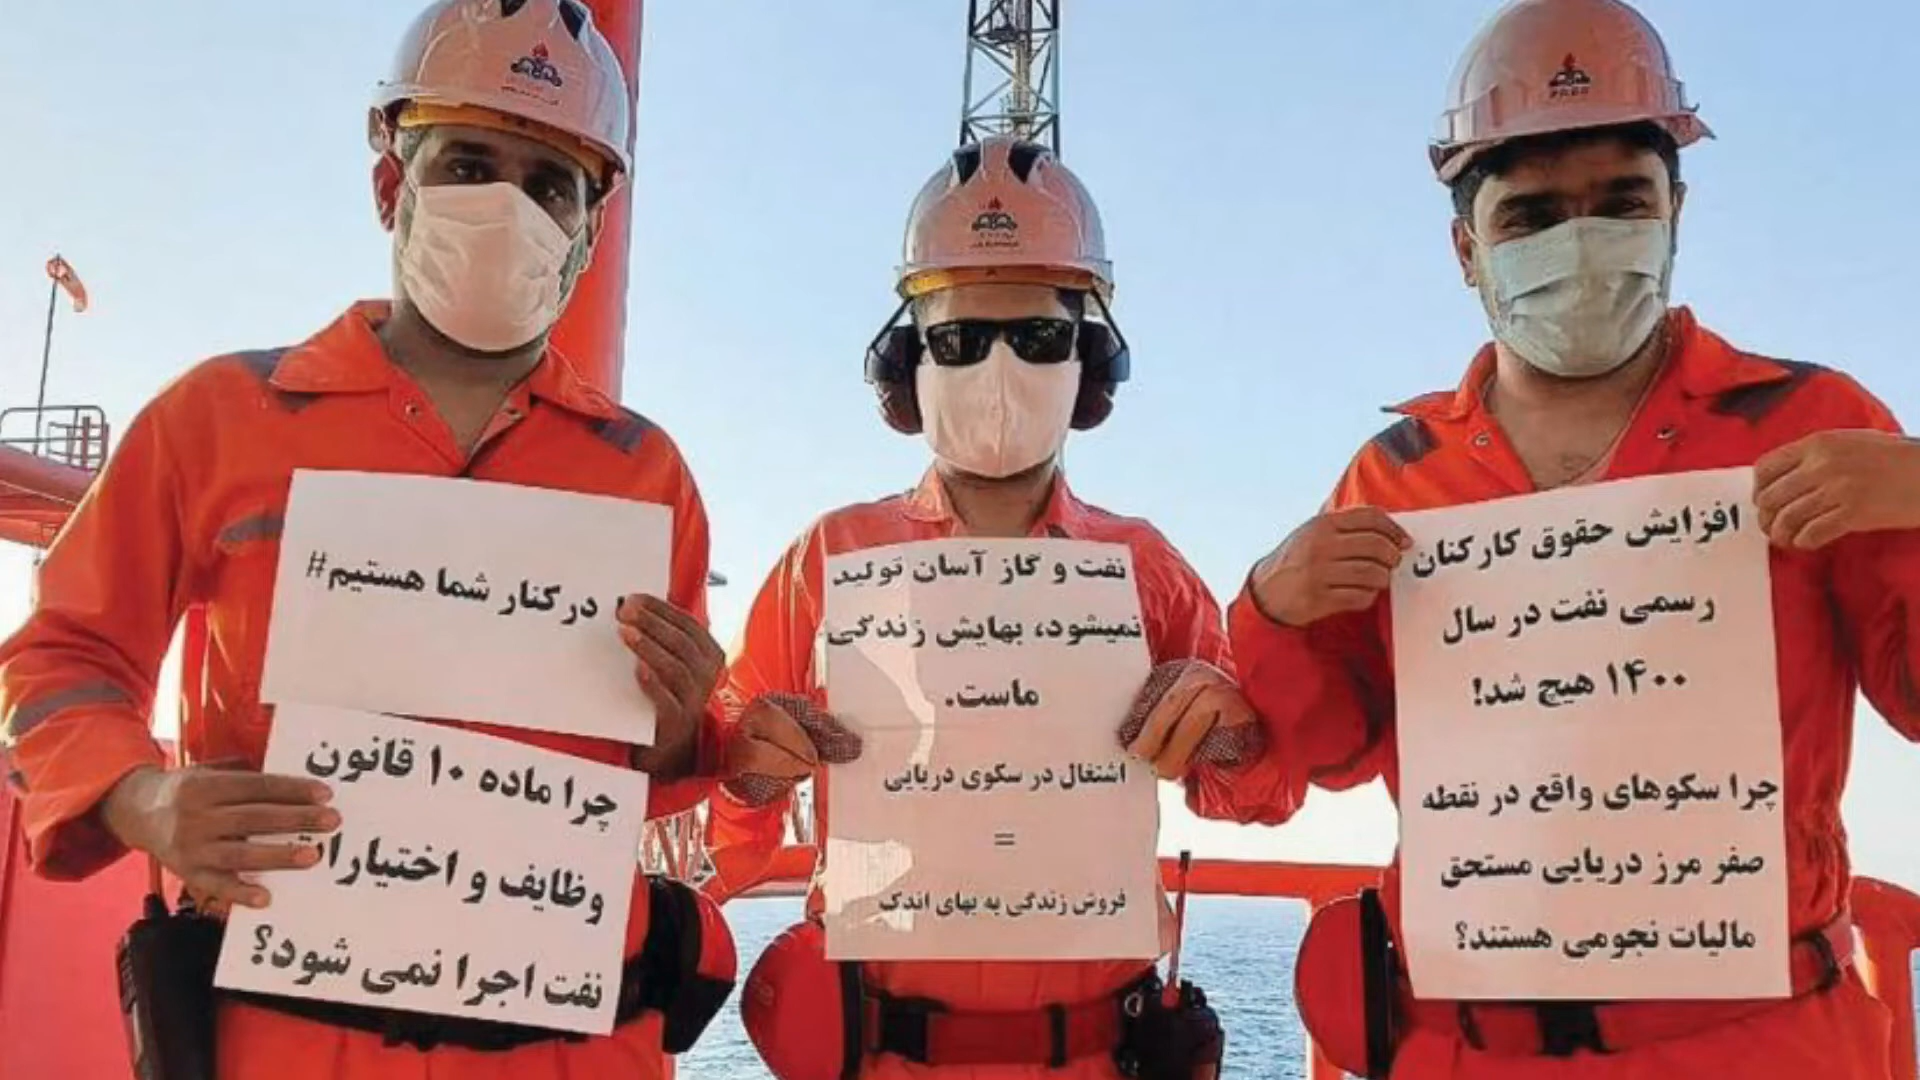 # درکنار شما هستیم
چرا ماده ۱۰ قانون
وظایف و اختیارات
نفت اجرا نمی شود؟
نفت و گاز آسان تولید
نمیشود، بهایش زندگی
ماست.
اشتغال در سکوی دریایی
=
فروش زندگی به بهای اندک
افزایش حقوق کارکنان
رسمی نفت در سال
۱۴۰۰ هیچ شد!
چرا سکوهای واقع در نقطه
صفر مرز دریایی مستحق
مالیات نجومی هستند؟